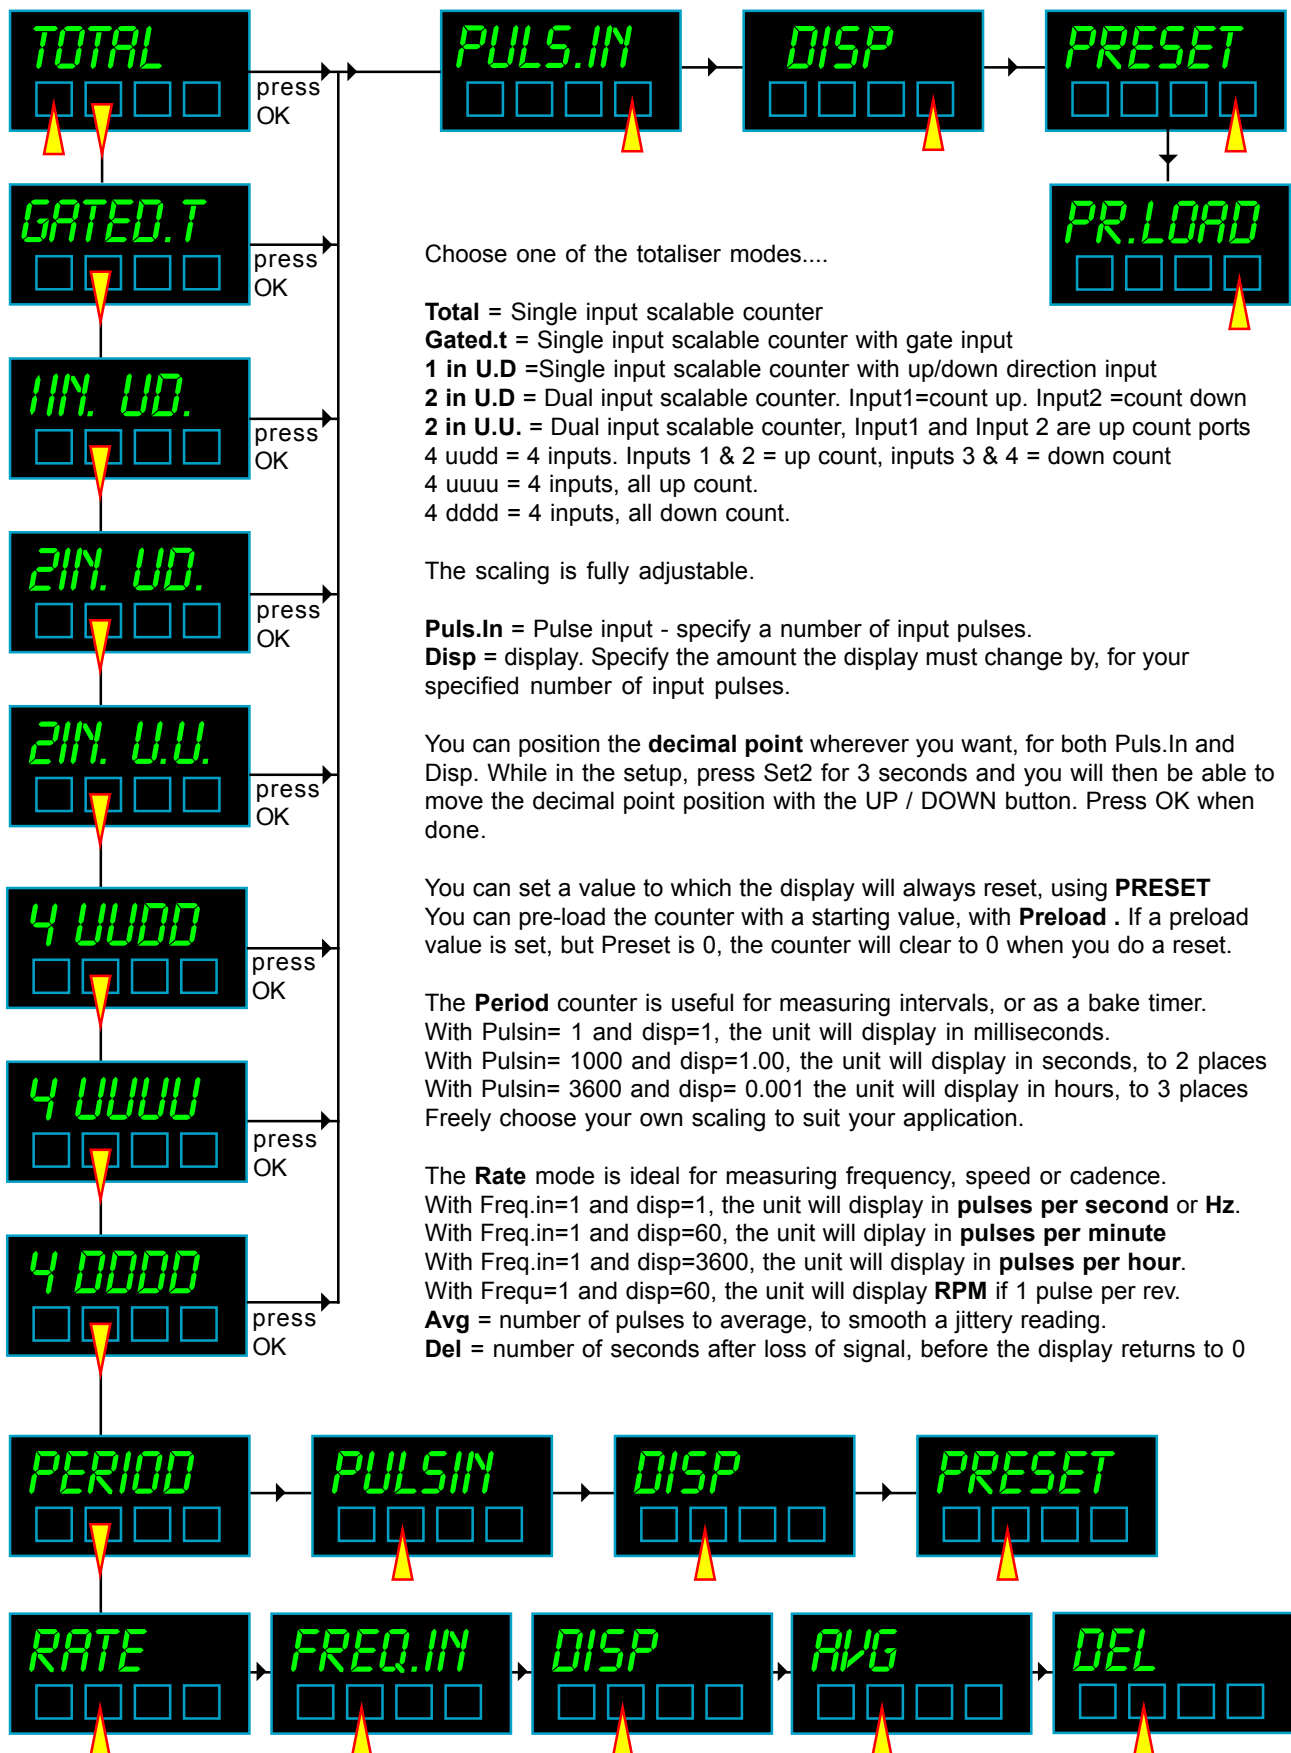 TOTAL
press
OK
PULS.IN
DISP
PRESET
GATED.T
press
OK
PR.LOAD
1IN. UD.
press
OK
2IN. UD.
press
OK
2IN. U.U.
press
OK
4 UUDD
press
OK
4 UUUU
press
OK
4 DDDD
press
OK
Choose one of the totaliser modes....
Total = Single input scalable counter
Gated.t = Single input scalable counter with gate input
1 in U.D =Single input scalable counter with up/down direction input
2 in U.D = Dual input scalable counter. Input1=count up. Input2 =count down
2 in U.U. = Dual input scalable counter, Input1 and Input 2 are up count ports
4 uudd = 4 inputs. Inputs 1 & 2 = up count, inputs 3 & 4 = down count
4 uuuu = 4 inputs, all up count.
4 dddd = 4 inputs, all down count.
The scaling is fully adjustable.
Puls.In = Pulse input - specify a number of input pulses.
Disp = display. Specify the amount the display must change by, for your
specified number of input pulses.
You can position the decimal point wherever you want, for both Puls.In and
Disp. While in the setup, press Set2 for 3 seconds and you will then be able to
move the decimal point position with the UP / DOWN button. Press OK when
done.
You can set a value to which the display will always reset, using PRESET
You can pre-load the counter with a starting value, with Preload . If a preload
value is set, but Preset is 0, the counter will clear to 0 when you do a reset.
The Period counter is useful for measuring intervals, or as a bake timer.
With Pulsin= 1 and disp=1, the unit will display in milliseconds.
With Pulsin= 1000 and disp=1.00, the unit will display in seconds, to 2 places
With Pulsin= 3600 and disp= 0.001 the unit will display in hours, to 3 places
Freely choose your own scaling to suit your application.
The Rate mode is ideal for measuring frequency, speed or cadence.
With Freq.in=1 and disp=1, the unit will display in pulses per second or Hz.
With Freq.in=1 and disp=60, the unit will diplay in pulses per minute
With Freq.in=1 and disp=3600, the unit will display in pulses per hour.
With Frequ=1 and disp=60, the unit will display RPM if 1 pulse per rev.
Avg = number of pulses to average, to smooth a jittery reading.
Del = number of seconds after loss of signal, before the display returns to 0
PERIOD
PULSIN
DISP
PRESET
RATE
FREQ.IN
DISP
AVG
DEL